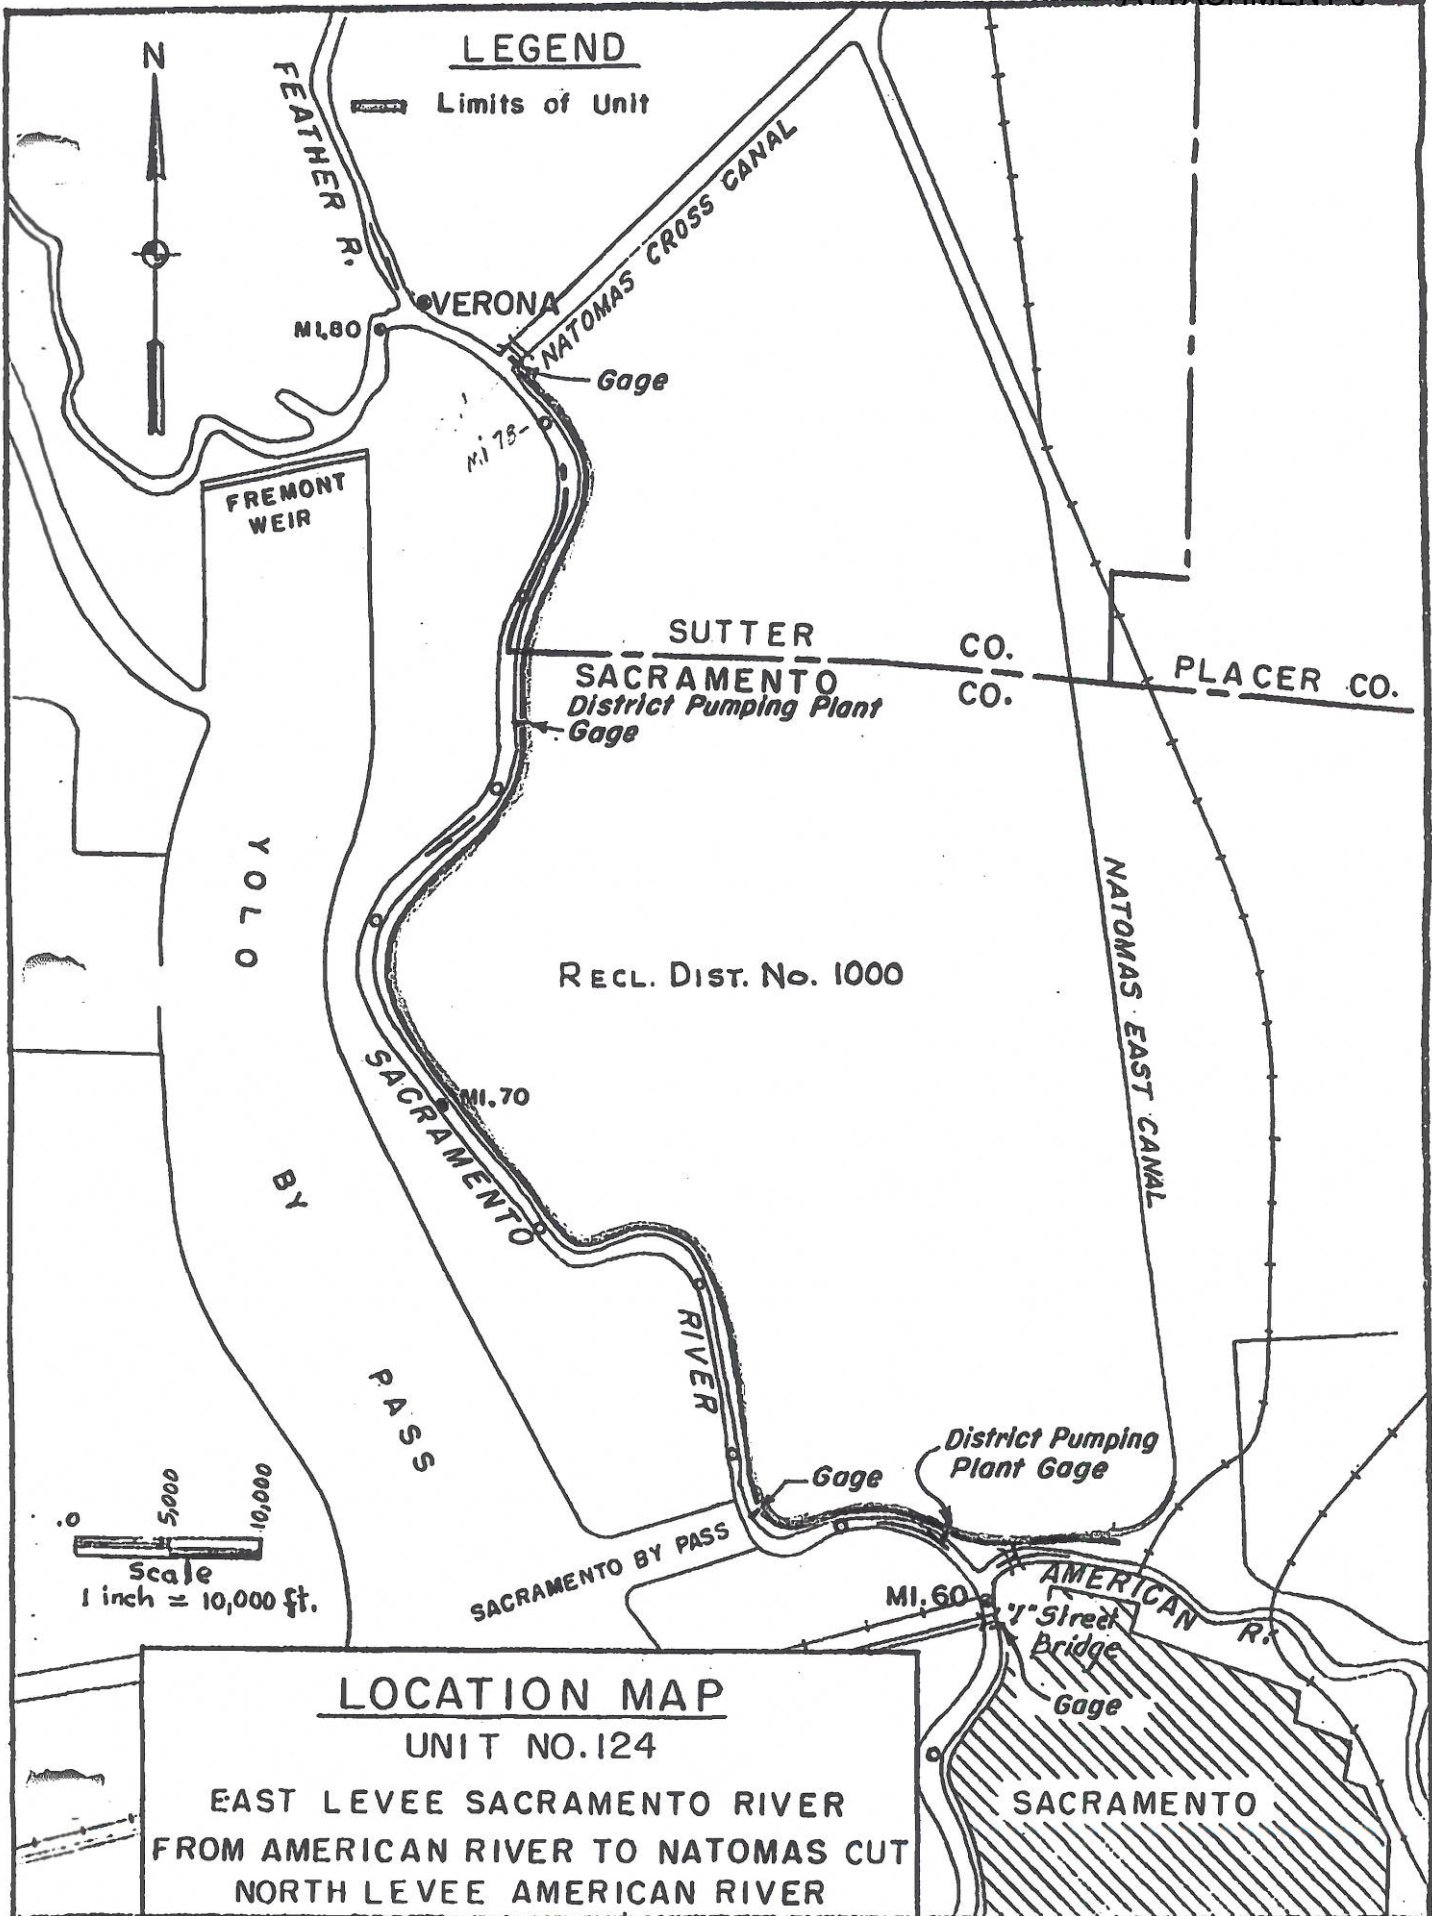 N
LEGEND
Limits of Unit
FEATHER R.
NATOMAS CROSS CANAL
VERONA
MI.80
Gage
Mi 78-
FREMONT
WEIR
SUTTER CO.
SACRAMENTO CO.
PLACER CO.
District Pumping Plant
Gage
YOLO
BY
PASS
RECL. DIST. No. 1000
NATOMAS EAST CANAL
SACRAMENTO
RIVER
MI.70
District Pumping
Plant Gage
Gage
0 5,000 10,000
Scale
1 inch = 10,000 ft.
SACRAMENTO BY PASS
AMERICAN R.
MI.60
"I" Street
Bridge
Gage
SACRAMENTO
LOCATION MAP
UNIT NO.124
EAST LEVEE SACRAMENTO RIVER
FROM AMERICAN RIVER TO NATOMAS CUT
NORTH LEVEE AMERICAN RIVER